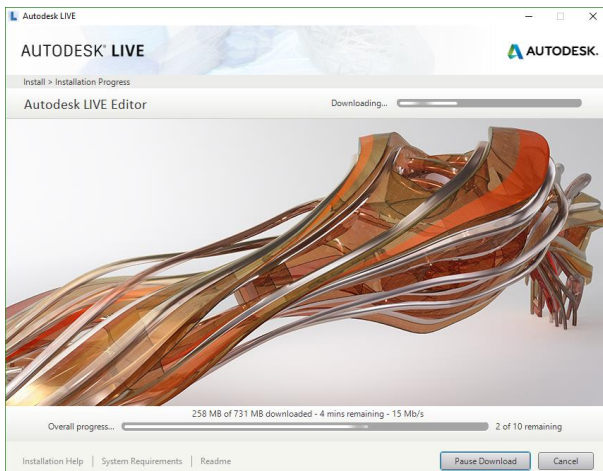 Autodesk LIVE
AUTODESK® LIVE
AUTODESK.
Install > Installation Progress
Autodesk LIVE Editor
Downloading...
258 MB of 731 MB downloaded - 4 mins remaining - 15 Mb/s
Overall progress...
2 of 10 remaining
Installation Help | System Requirements | Readme
Pause Download
Cancel